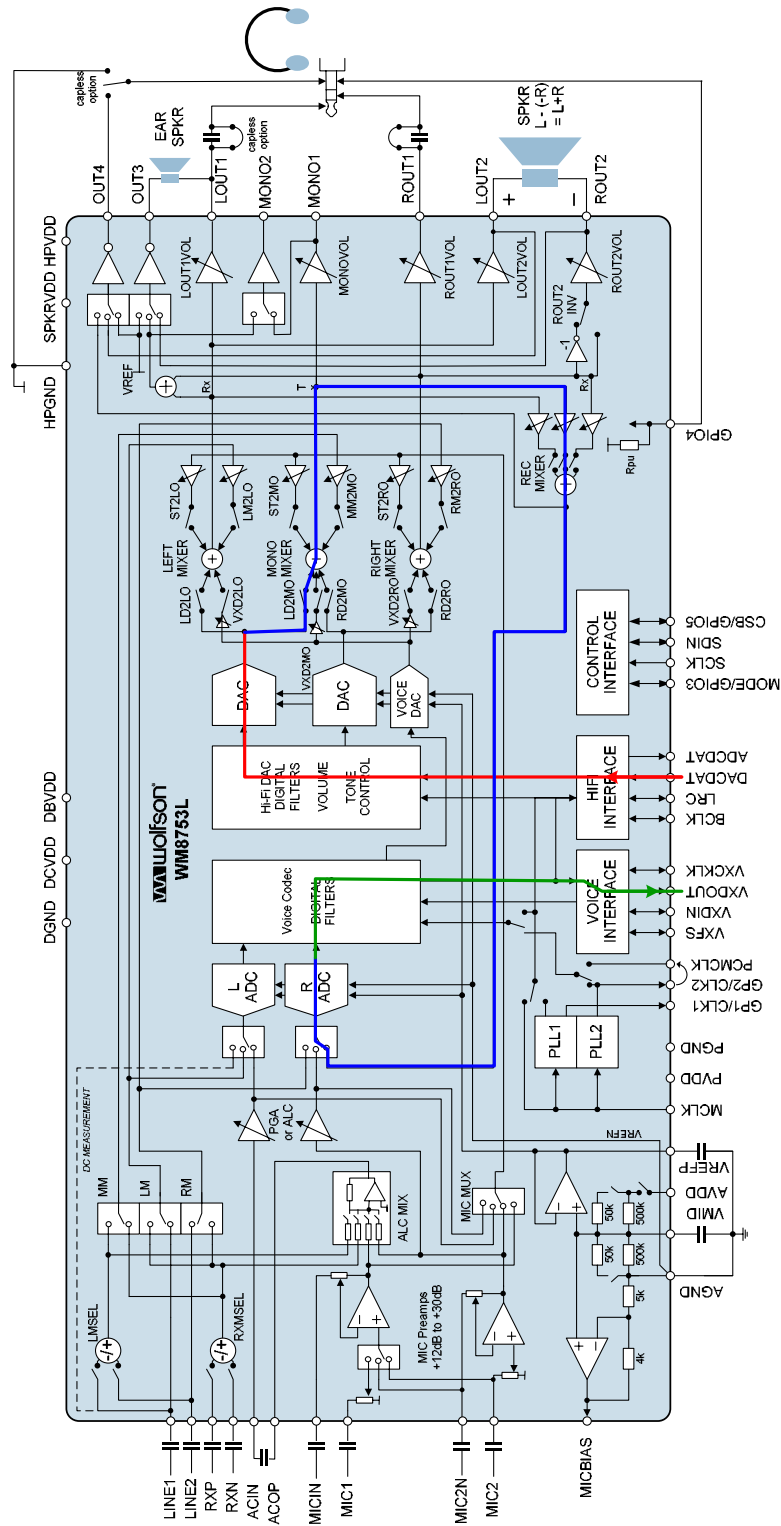 capless
option
EAR
SPKR
capless
option
SPKR
L - (-R)
= L+R
OUT4
OUT3
LOUT1
MONO2
MONO1
ROUT1
LOUT2
ROUT2
+
−
HPVDD
SPKRVDD
HPGND
LOUT1VOL
MONOVOL
ROUT1VOL
LOUT2VOL
ROUT2VOL
ROUT2
INV
-1
VREF
+
Rx
T
x
Rx
GPIO4
Rpu
REC
MIXER
+
ST2LO
LM2LO
ST2MO
MM2MO
ST2RO
RM2RO
LEFT
MIXER
+
MONO
MIXER
+
RIGHT
MIXER
+
LD2LO
VXD2LO
LD2MO
RD2MO
VXD2RO
RD2RO
VXD2MO
DAC
DAC
VOICE
DAC
CONTROL
INTERFACE
CSB/GPIO5
SDIN
SCLK
MODE/GPIO3
Hi-Fi DAC
DIGITAL
FILTERS
VOLUME
TONE
CONTROL
HIFI
INTERFACE
ADCDAT
DACDAT
LRC
BCLK
DBVDD
DCVDD
DGND
wolfson
WM8753L
Voice Codec
DIGITAL
FILTERS
VOICE
INTERFACE
VXCKLK
VXDOUT
VXDIN
VXFS
L
ADC
R
ADC
PCMCLK
GP2/CLK2
GP1/CLK1
PLL1
PLL2
PGND
PVDD
MCLK
DC MEASUREMENT
PGA
or ALC
VREFN
VREFP
AVDD
VMID
AGND
MM
LM
RM
ALC MIX
MIC MUX
50k
500k
50k
500k
5k
4k
LMSEL
-/+
RXMSEL
-/+
MIC Preamps
+12dB to +30dB
−
+
−
+
−
+
+
−
LINE1
LINE2
RXP
RXN
ACIN
ACOP
MICIN
MIC1
MIC2N
MIC2
MICBIAS